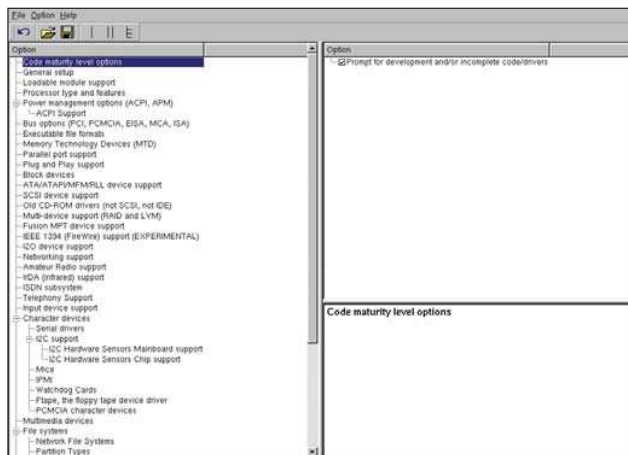 File Option Help
Option
Code maturity level options
General setup
Loadable module support
Processor type and features
Power management options (ACPI, APM)
ACPI Support
Bus options (PCI, PCMCIA, EISA, MCA, ISA)
Executable file formats
Memory Technology Devices (MTD)
Parallel port support
Plug and Play support
Block devices
ATA/ATAPI/MFM/RLL device support
SCSI device support
Old CD-ROM drivers (not SCSI, not IDE)
Multi-device support (RAID and LVM)
Fusion MPT device support
IEEE 1394 (FireWire) support (EXPERIMENTAL)
I2O device support
Networking support
Amateur Radio support
IrDA (infrared) support
ISDN subsystem
Telephony Support
Input device support
Character devices
Serial drivers
I2C support
I2C Hardware Sensors Mainboard support
I2C Hardware Sensors Chip support
Mice
IPMI
Watchdog Cards
Ftape, the floppy tape device driver
PCMCIA character devices
Multimedia devices
File systems
Network File Systems
Partition Types
Option
Prompt for development and/or incomplete code/drivers
Code maturity level options